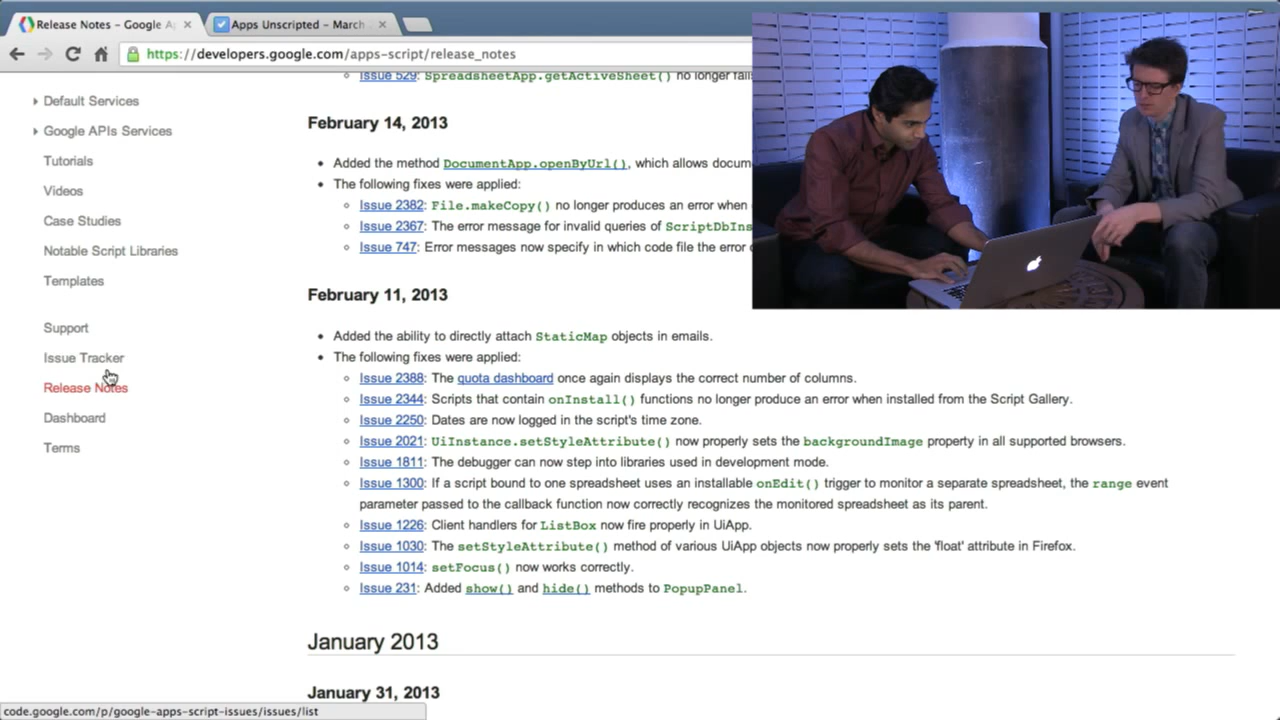 Release Notes – Google A
Apps Unscripted – March
https://developers.google.com/apps-script/release_notes
Default Services
Google APIs Services
Tutorials
Videos
Case Studies
Notable Script Libraries
Templates
Support
Issue Tracker
Release Notes
Dashboard
Terms
Issue 529: SpreadsheetApp.getActiveSheet() no longer fails
February 14, 2013
Added the method DocumentApp.openByUrl(), which allows docum
The following fixes were applied:
Issue 2382: File.makeCopy() no longer produces an error when
Issue 2367: The error message for invalid queries of ScriptDbIns
Issue 747: Error messages now specify in which code file the error o
February 11, 2013
Added the ability to directly attach StaticMap objects in emails.
The following fixes were applied:
Issue 2388: The quota dashboard once again displays the correct number of columns.
Issue 2344: Scripts that contain onInstall() functions no longer produce an error when installed from the Script Gallery.
Issue 2250: Dates are now logged in the script's time zone.
Issue 2021: UiInstance.setStyleAttribute() now properly sets the backgroundImage property in all supported browsers.
Issue 1811: The debugger can now step into libraries used in development mode.
Issue 1300: If a script bound to one spreadsheet uses an installable onEdit() trigger to monitor a separate spreadsheet, the range event
parameter passed to the callback function now correctly recognizes the monitored spreadsheet as its parent.
Issue 1226: Client handlers for ListBox now fire properly in UiApp.
Issue 1030: The setStyleAttribute() method of various UiApp objects now properly sets the 'float' attribute in Firefox.
Issue 1014: setFocus() now works correctly.
Issue 231: Added show() and hide() methods to PopupPanel.
January 2013
January 31, 2013
code.google.com/p/google-apps-script-issues/issues/list